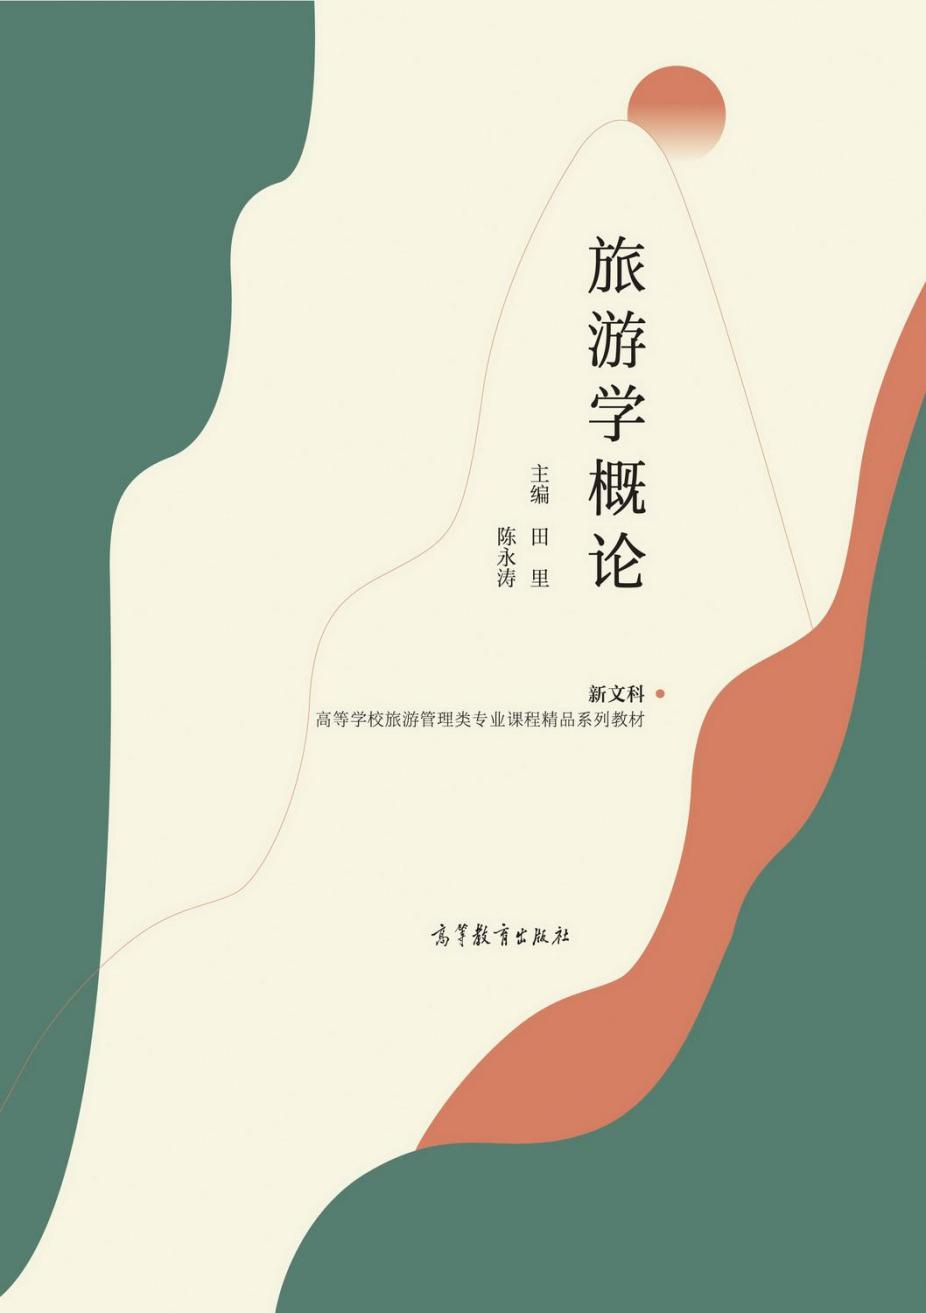 旅游学概论
主编 田里
陈永涛
新文科
高等学校旅游管理类专业课程精品系列教材
高等教育出版社